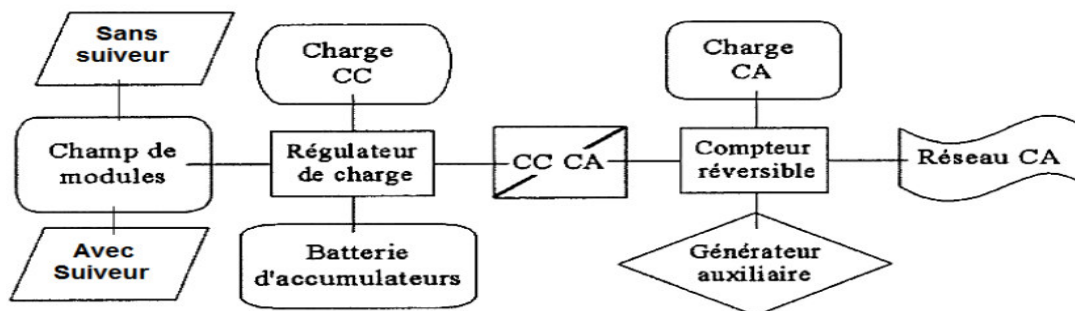 Sans
suiveur
Charge
CC
Charge
CA
Champ de
modules
Régulateur
de charge
CC CA
Compteur
réversible
Réseau CA
Avec
Suiveur
Batterie
d'accumulateurs
Générateur
auxiliaire